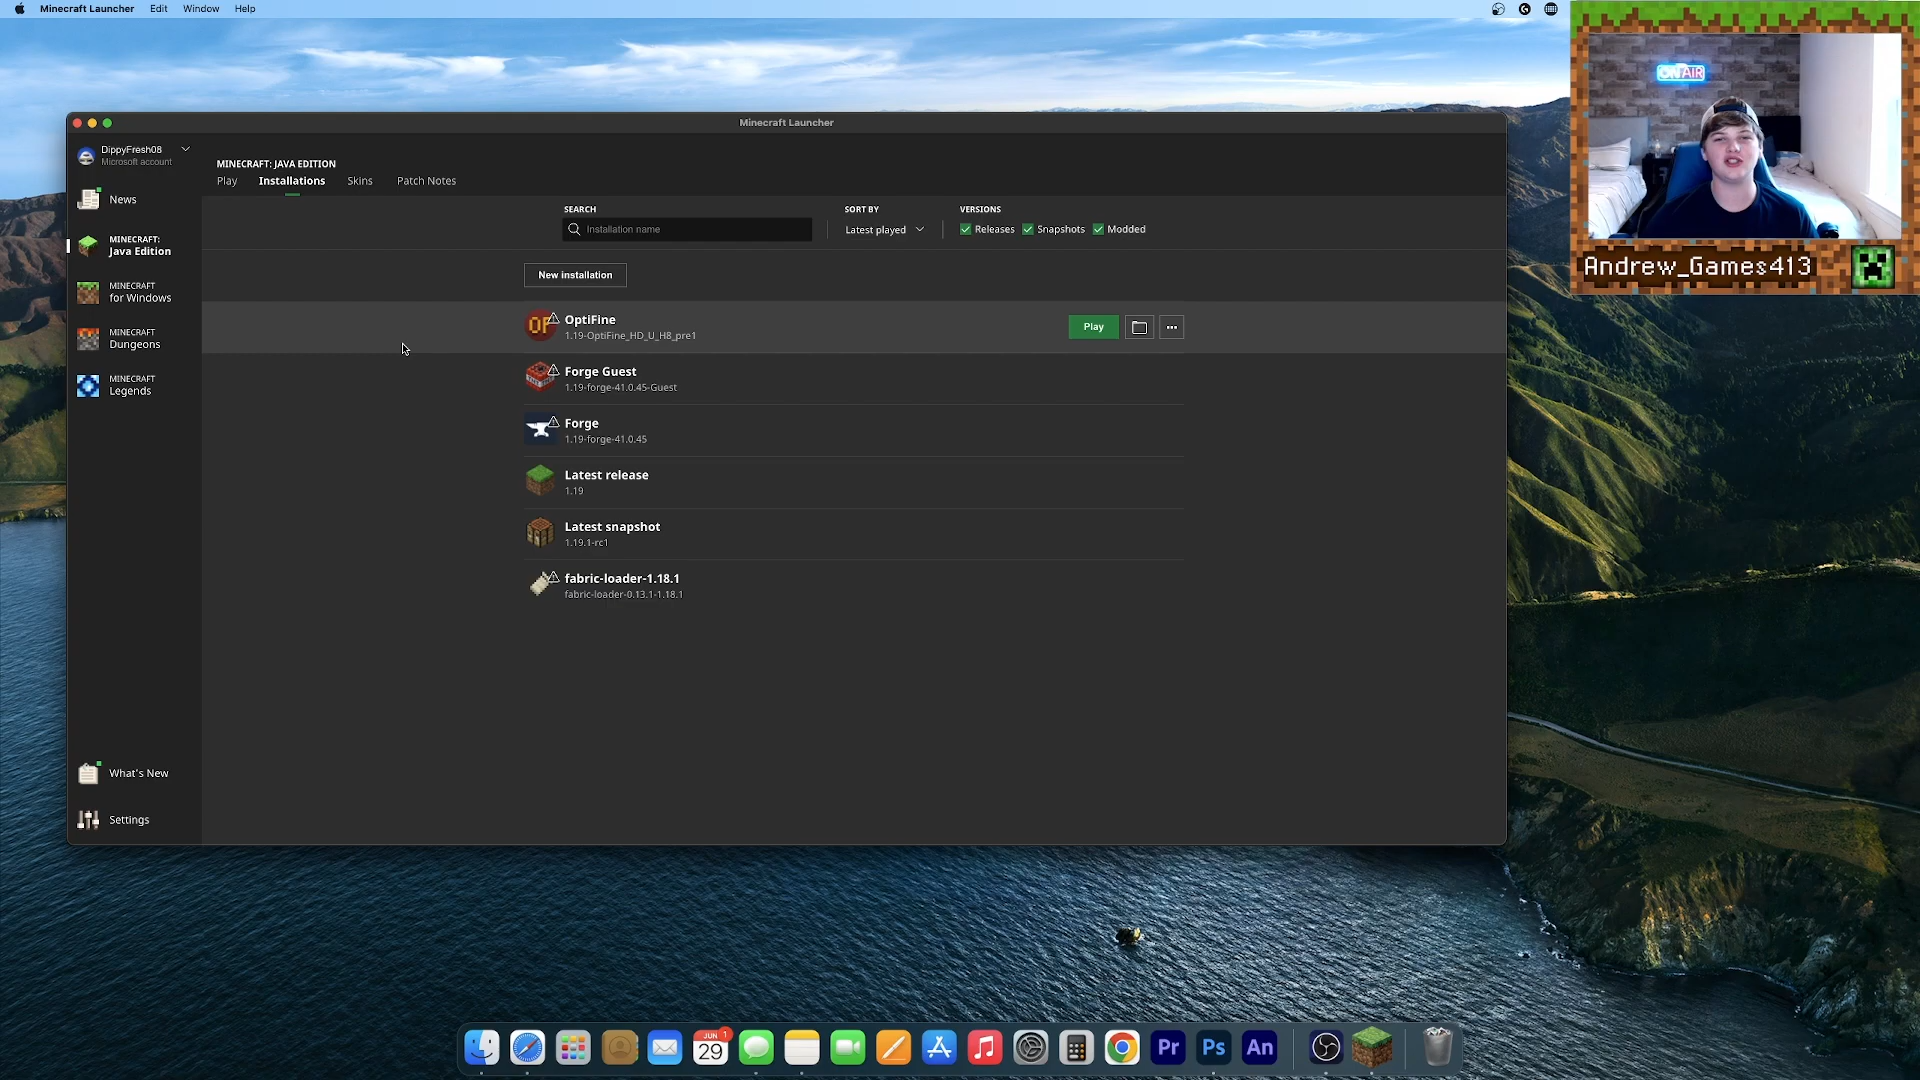 Minecraft Launcher Edit Window Help
Minecraft Launcher
DippyFresh08
Microsoft account
News
MINECRAFT:
Java Edition
MINECRAFT
for Windows
MINECRAFT
Dungeons
MINECRAFT
Legends
What's New
Settings
MINECRAFT: JAVA EDITION
Play Installations Skins Patch Notes
SEARCH SORT BY VERSIONS
Installation name Latest played Releases Snapshots Modded
New installation
OptiFine
1.19-OptiFine_HD_U_H8_pre1
Play
Forge Guest
1.19-forge-41.0.45-Guest
Forge
1.19-forge-41.0.45
Latest release
1.19
Latest snapshot
1.19.1-rc1
fabric-loader-1.18.1
fabric-loader-0.13.1-1.18.1
ON AIR
Andrew_Games413
OF
JUN 1
29
Pr Ps An